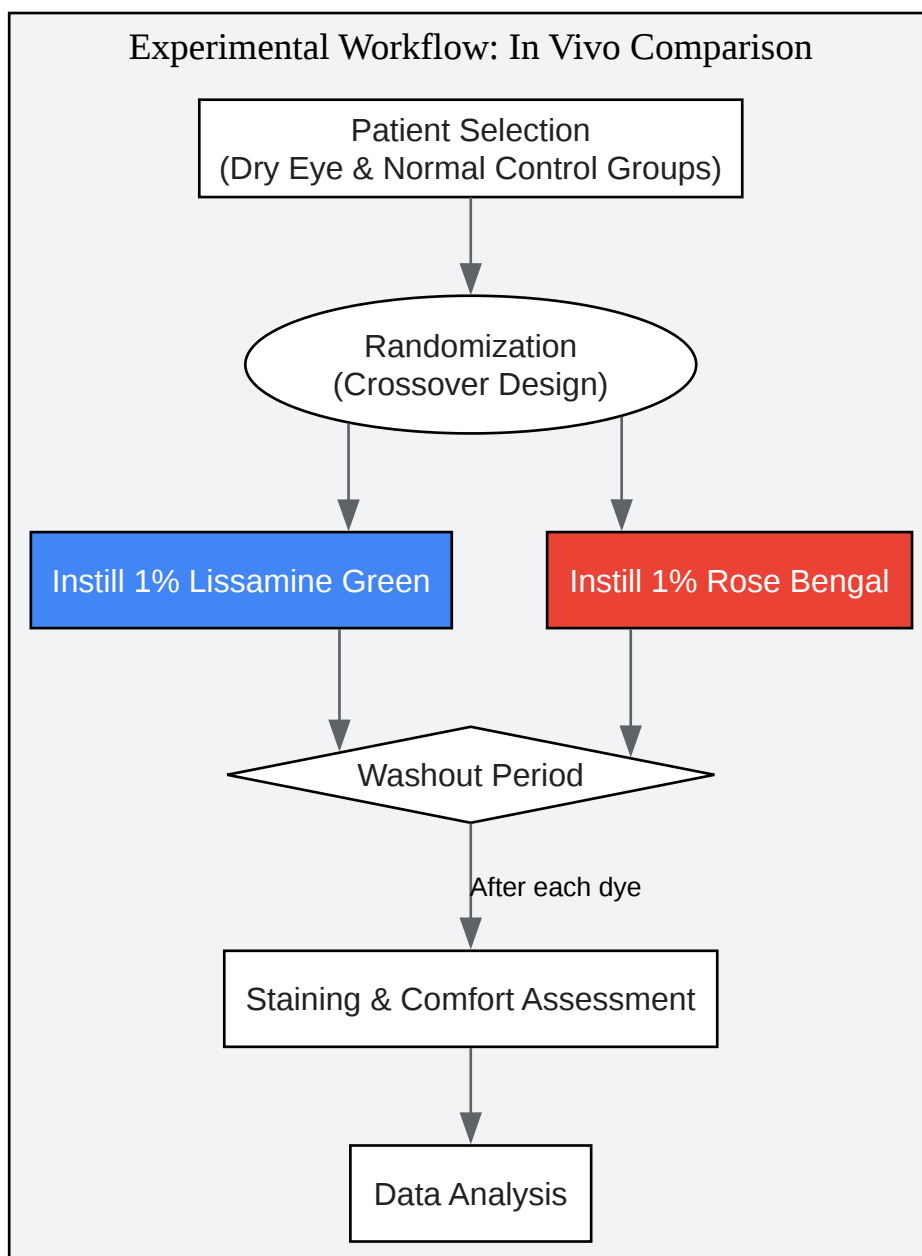 Experimental Workflow: In Vivo Comparison
Patient Selection
(Dry Eye & Normal Control Groups)
Randomization
(Crossover Design)
Instill 1% Lissamine Green
Instill 1% Rose Bengal
Washout Period
After each dye
Staining & Comfort Assessment
Data Analysis